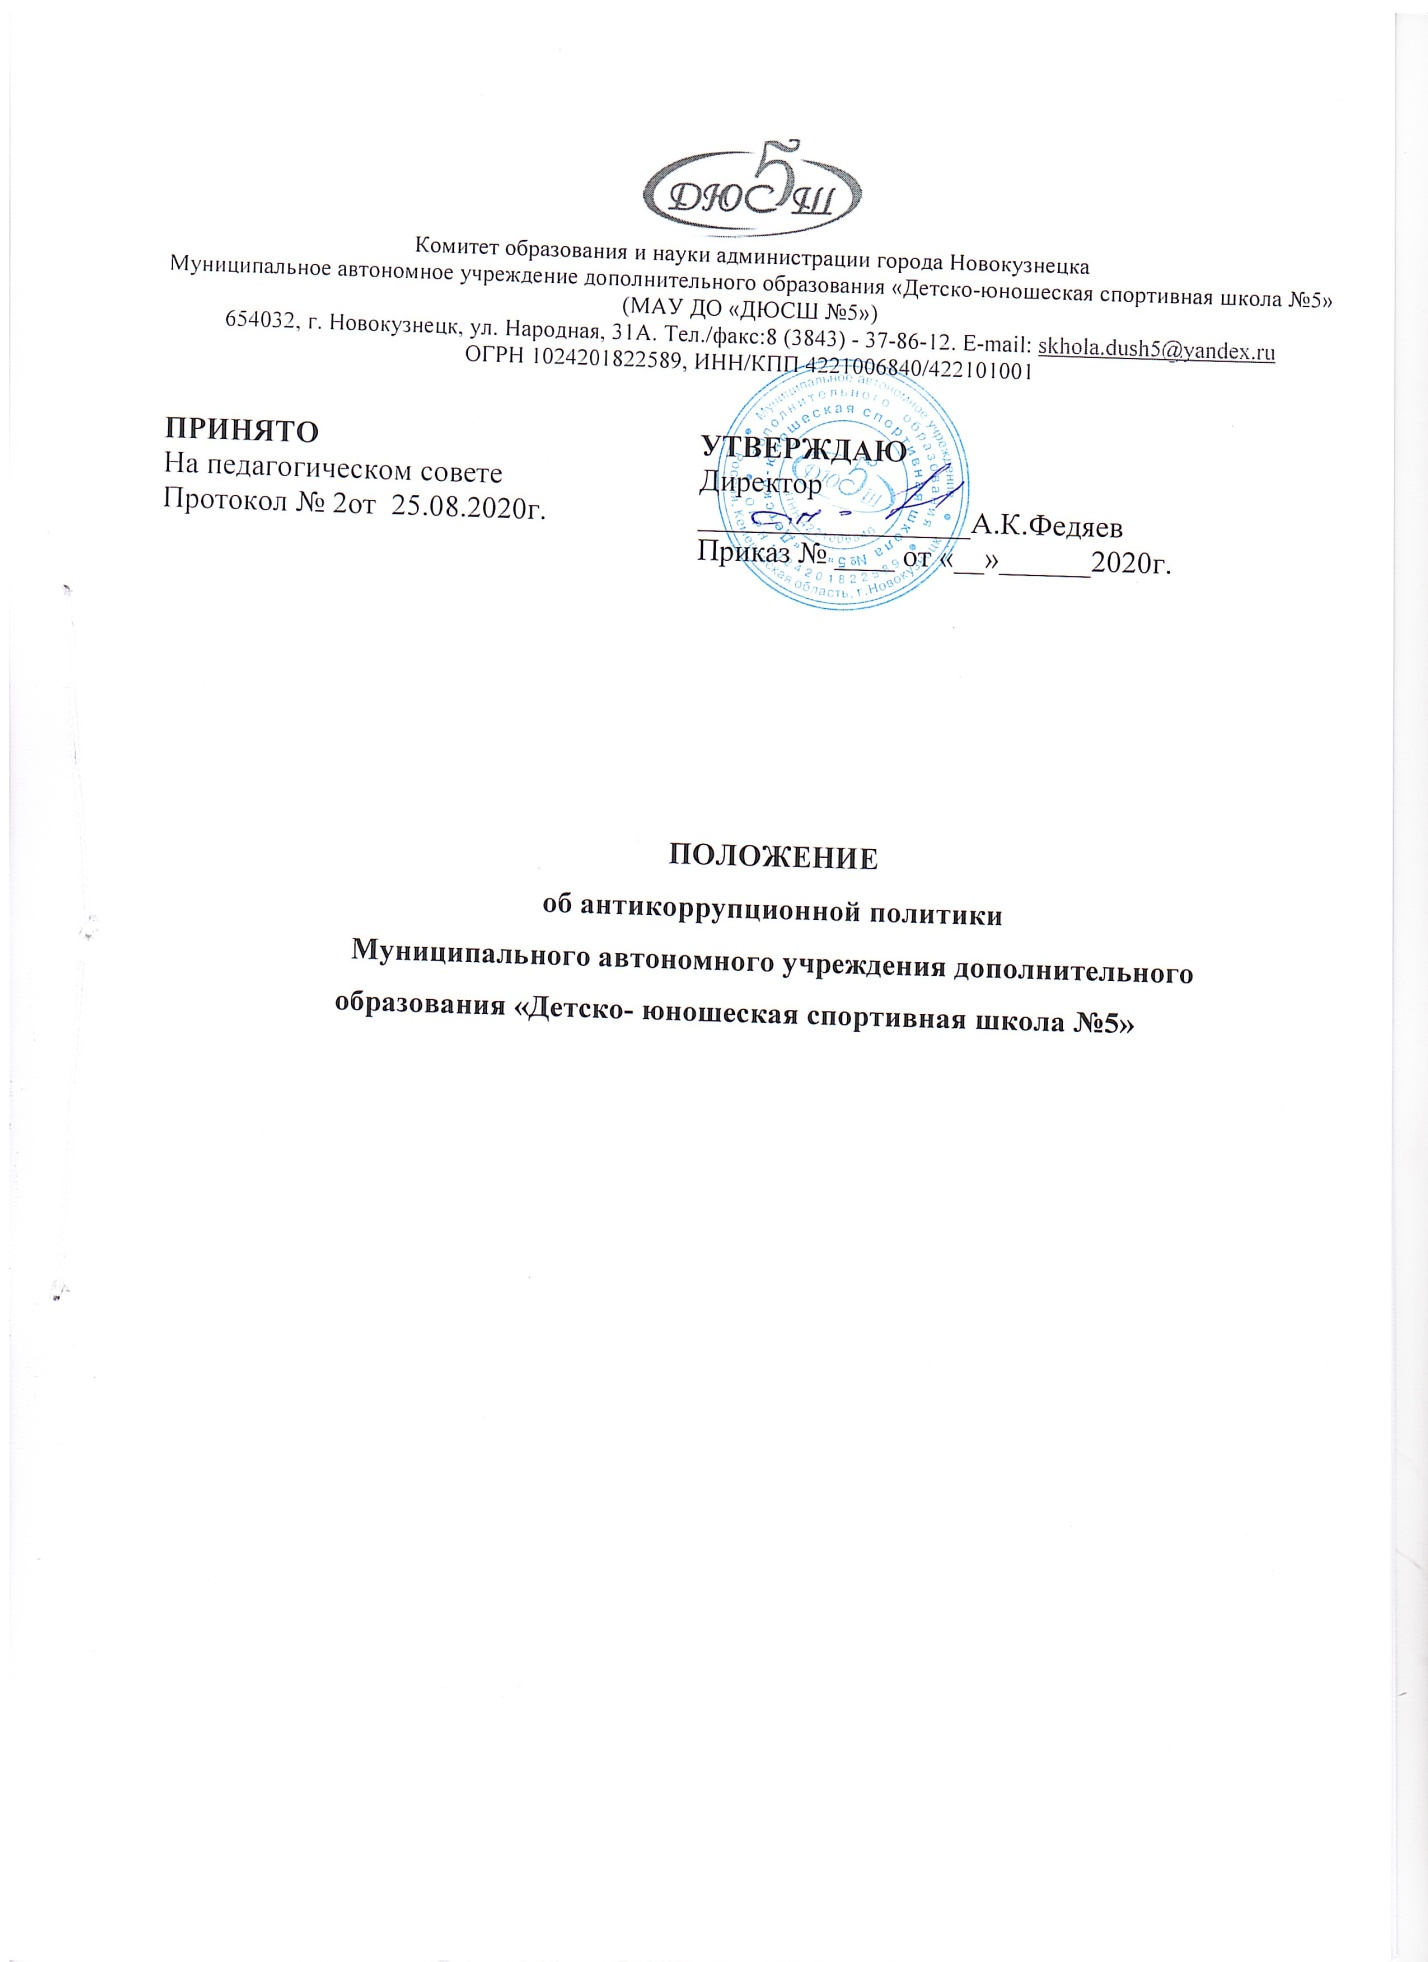 ДЮСШ 5
Комитет образования и науки администрации города Новокузнецка
Муниципальное автономное учреждение дополнительного образования «Детско-юношеская спортивная школа №5»
(МАУ ДО «ДЮСШ №5»)
654032, г. Новокузнецк, ул. Народная, 31А. Тел./факс:8 (3843) - 37-86-12. E-mail: skhola.dush5@yandex.ru
ОГРН 1024201822589, ИНН/КПП 4221006840/422101001
ПРИНЯТО
На педагогическом совете
Протокол № 2от 25.08.2020г.
УТВЕРЖДАЮ
Директор
__________________А.К.Федяев
Приказ № ____ от «__»______2020г.
ПОЛОЖЕНИЕ
об антикоррупционной политики
Муниципального автономного учреждения дополнительного
образования «Детско- юношеская спортивная школа №5»